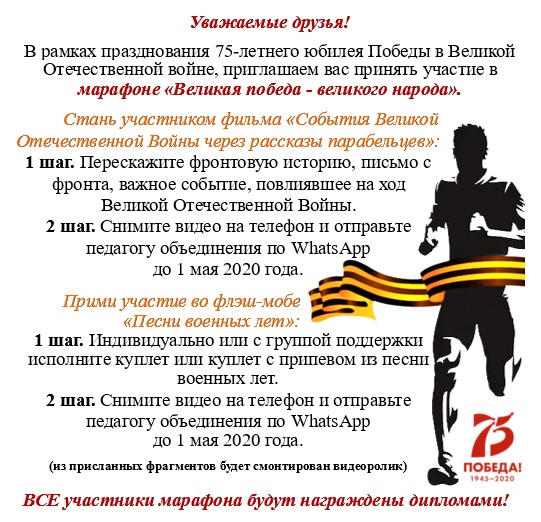 Уважаемые друзья!
В рамках празднования 75-летнего юбилея Победы в Великой
Отечественной войне, приглашаем вас принять участие в
марафоне «Великая победа - великого народа».
Стань участником фильма «События Великой
Отечественной Войны через рассказы парабельцев»:
1 шаг. Перескажите фронтовую историю, письмо с
фронта, важное событие, повлиявшее на ход
Великой Отечественной Войны.
2 шаг. Снимите видео на телефон и отправьте
педагогу объединения по WhatsApp
до 1 мая 2020 года.
Прими участие во флэш-мобе
«Песни военных лет»:
1 шаг. Индивидуально или с группой поддержки
исполните куплет или куплет с припевом из песни
военных лет.
2 шаг. Снимите видео на телефон и отправьте
педагогу объединения по WhatsApp
до 1 мая 2020 года.
(из присланных фрагментов будет смонтирован видеоролик)
75
ПОБЕДА!
1945–2020
ВСЕ участники марафона будут награждены дипломами!